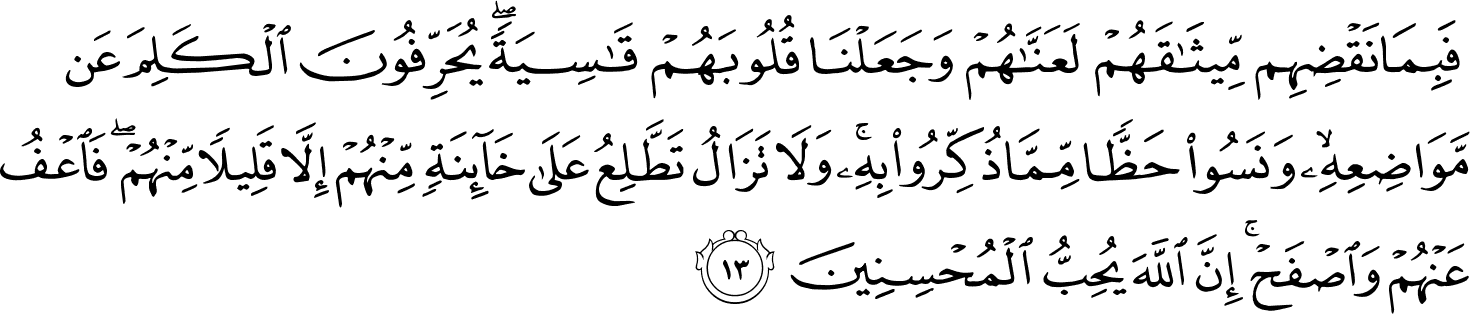 فَبِمَا نَقْضِهِم مِّيثَٰقَهُمْ لَعَنَّٰهُمْ وَجَعَلْنَا قُلُوبَهُمْ قَٰسِيَةًۖ يُحَرِّفُونَ ٱلْكَلِمَ عَن
مَّوَاضِعِهِۦۙ وَنَسُوا۟ حَظًّا مِّمَّا ذُكِّرُوا۟ بِهِۦۚ وَلَا تَزَالُ تَطَّلِعُ عَلَىٰ خَآئِنَةٍ مِّنْهُمْ إِلَّا قَلِيلًا مِّنْهُمْۖ فَٱعْفُ
عَنْهُمْ وَٱصْفَحْۚ إِنَّ ٱللَّهَ يُحِبُّ ٱلْمُحْسِنِينَ ١٣